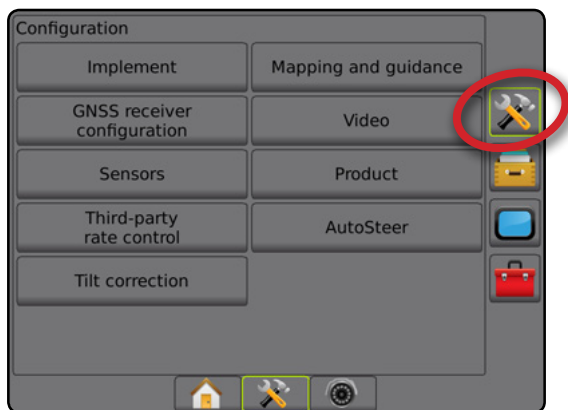 Configuration
Implement
Mapping and guidance
GNSS receiver
configuration
Video
Sensors
Product
Third-party
rate control
AutoSteer
Tilt correction